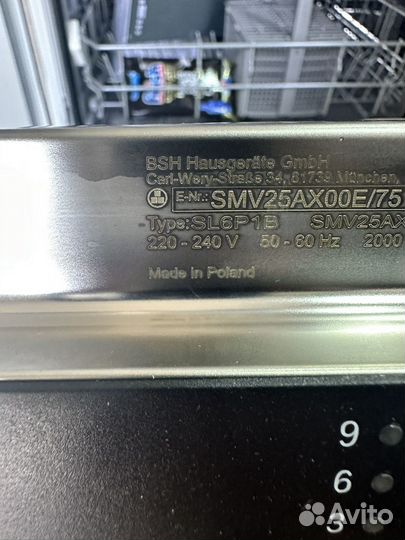 BSH Hausgeräte GmbH
Carl-Wery-Straße 34, 81739 München,
E-Nr.: SMV25AX00E/75
Type: SL6P1B SMV25AX
220 - 240 V 50 - 60 Hz 2000
Made in Poland
9
6
3
Avito